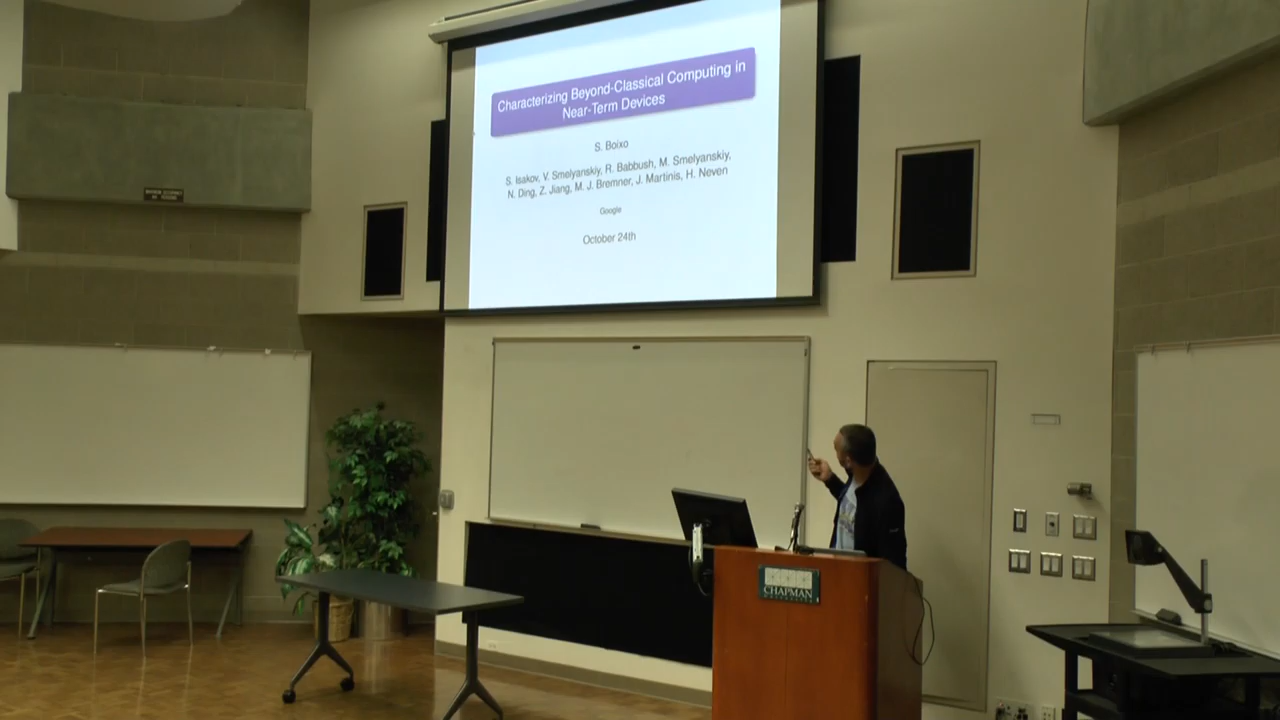 Characterizing Beyond-Classical Computing in
Near-Term Devices
S. Boixo
S. Isakov, V. Smelyanskiy, R. Babbush, M. Smelyanskiy,
N. Ding, Z. Jiang, M. J. Bremner, J. Martinis, H. Neven
Google
October 24th
CHAPMAN